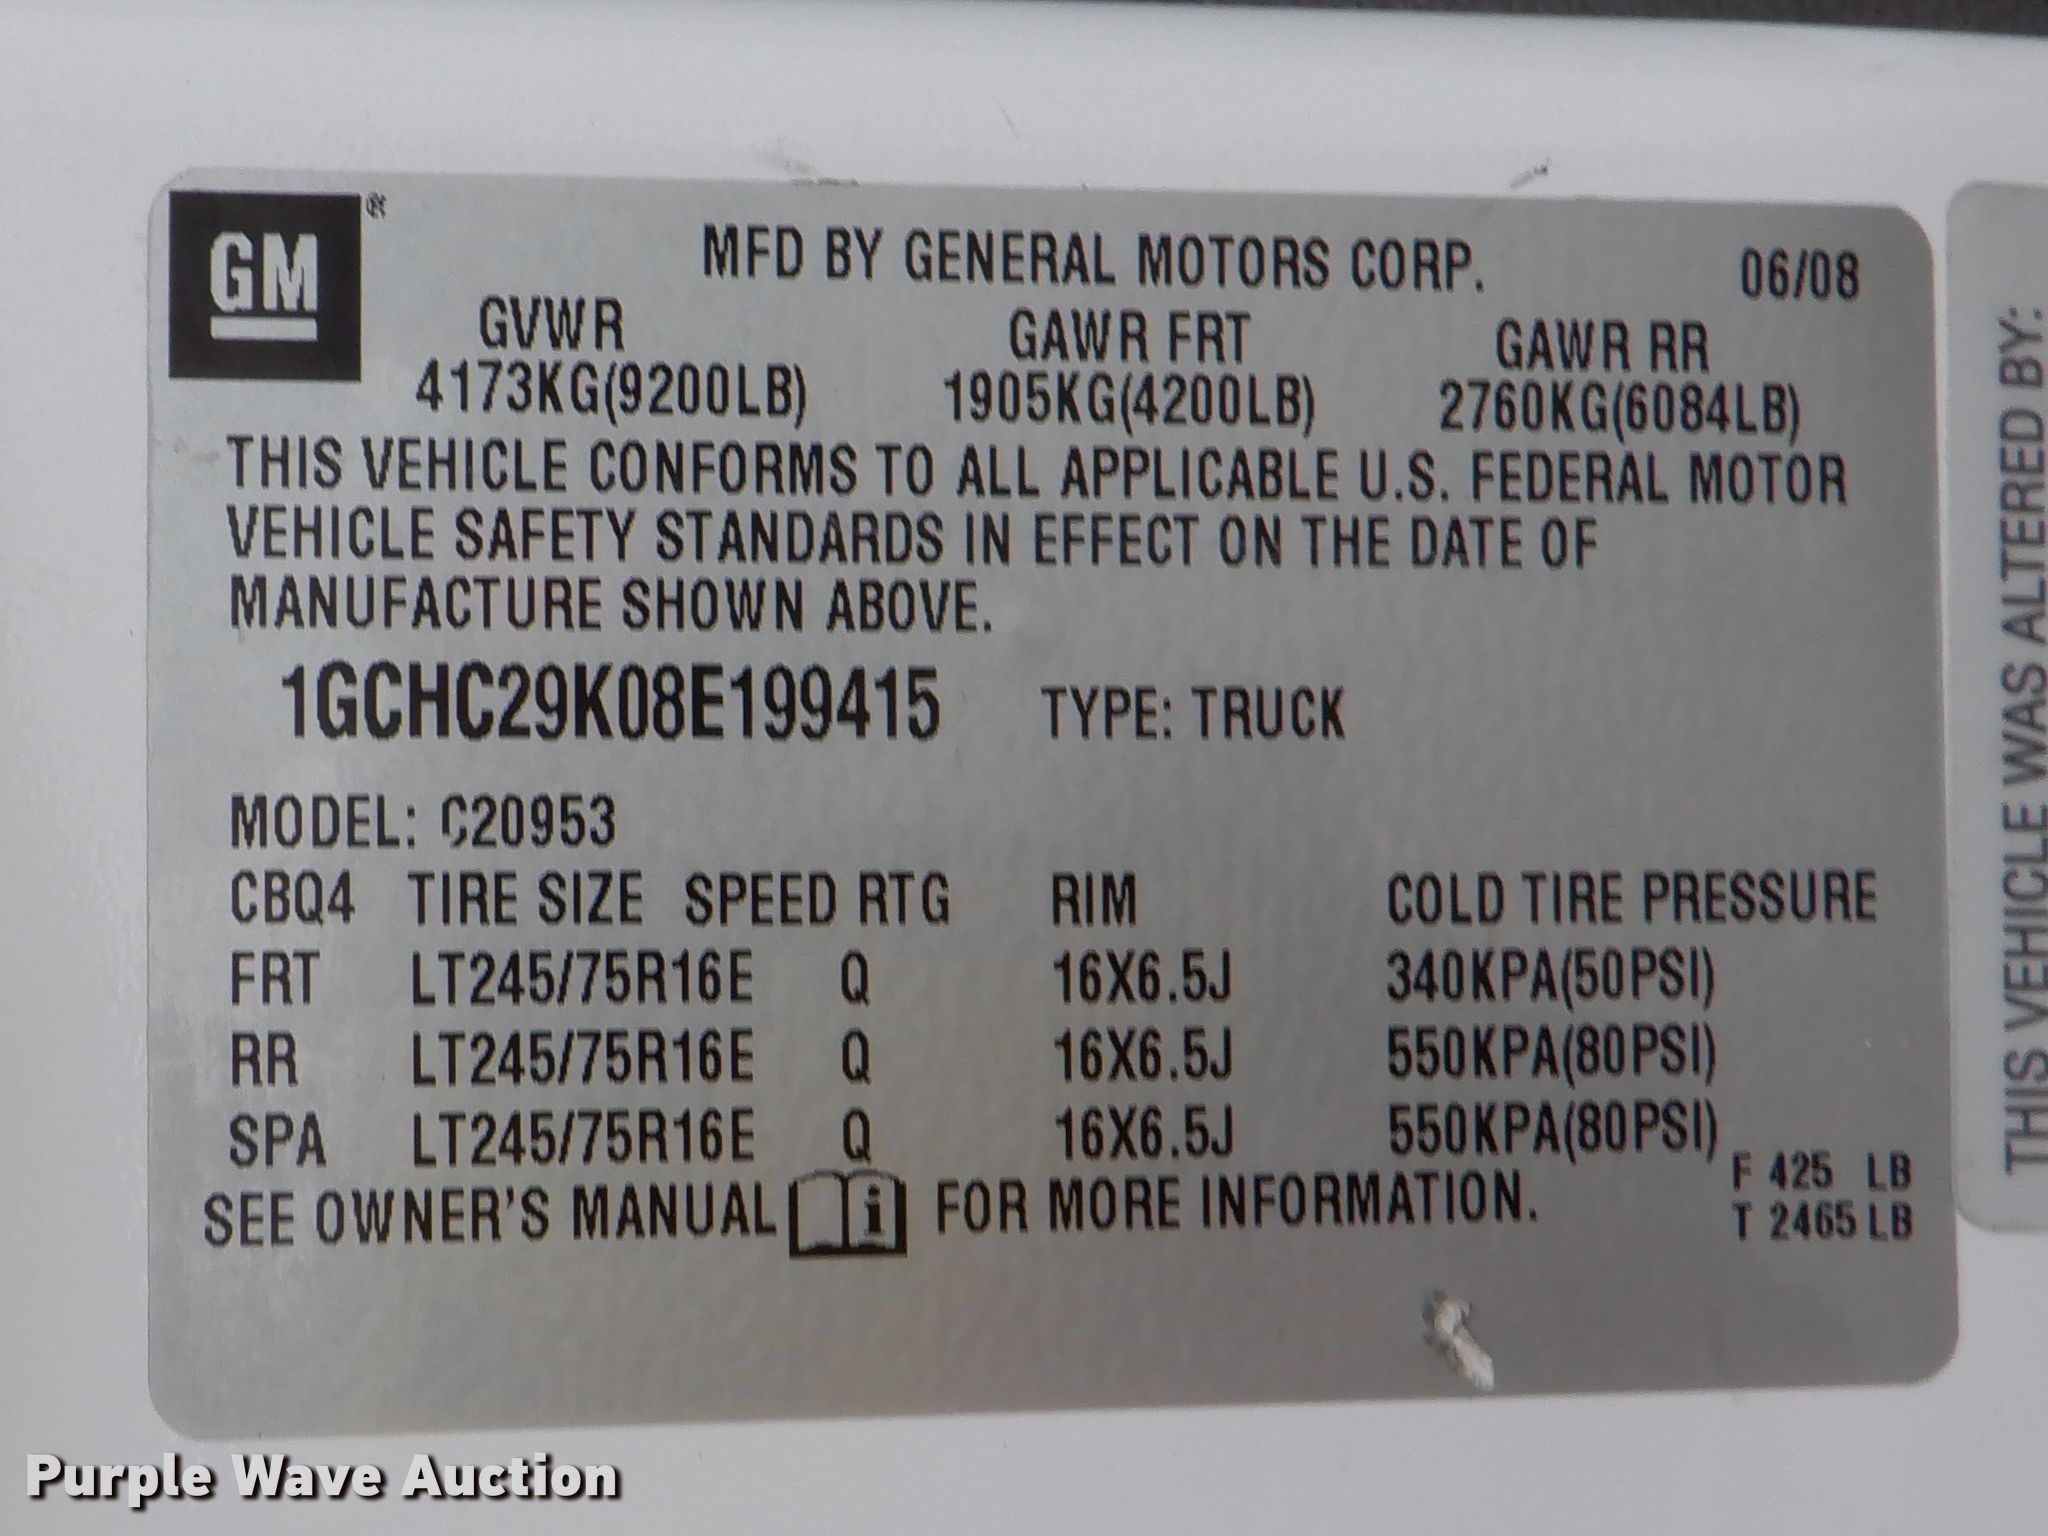 GM®
MFD BY GENERAL MOTORS CORP. 06/08
GVWR GAWR FRT GAWR RR
4173KG(9200LB) 1905KG(4200LB) 2760KG(6084LB)
THIS VEHICLE CONFORMS TO ALL APPLICABLE U.S. FEDERAL MOTOR
VEHICLE SAFETY STANDARDS IN EFFECT ON THE DATE OF
MANUFACTURE SHOWN ABOVE.
1GCHC29K08E199415 TYPE: TRUCK
MODEL: C20953
CBQ4 TIRE SIZE SPEED RTG RIM COLD TIRE PRESSURE
FRT LT245/75R16E Q 16X6.5J 340KPA(50PSI)
RR LT245/75R16E Q 16X6.5J 550KPA(80PSI)
SPA LT245/75R16E Q 16X6.5J 550KPA(80PSI)
SEE OWNER'S MANUAL i FOR MORE INFORMATION.
F 425 LB
T 2465 LB
THIS VEHICLE WAS ALTERED BY:
Purple Wave Auction